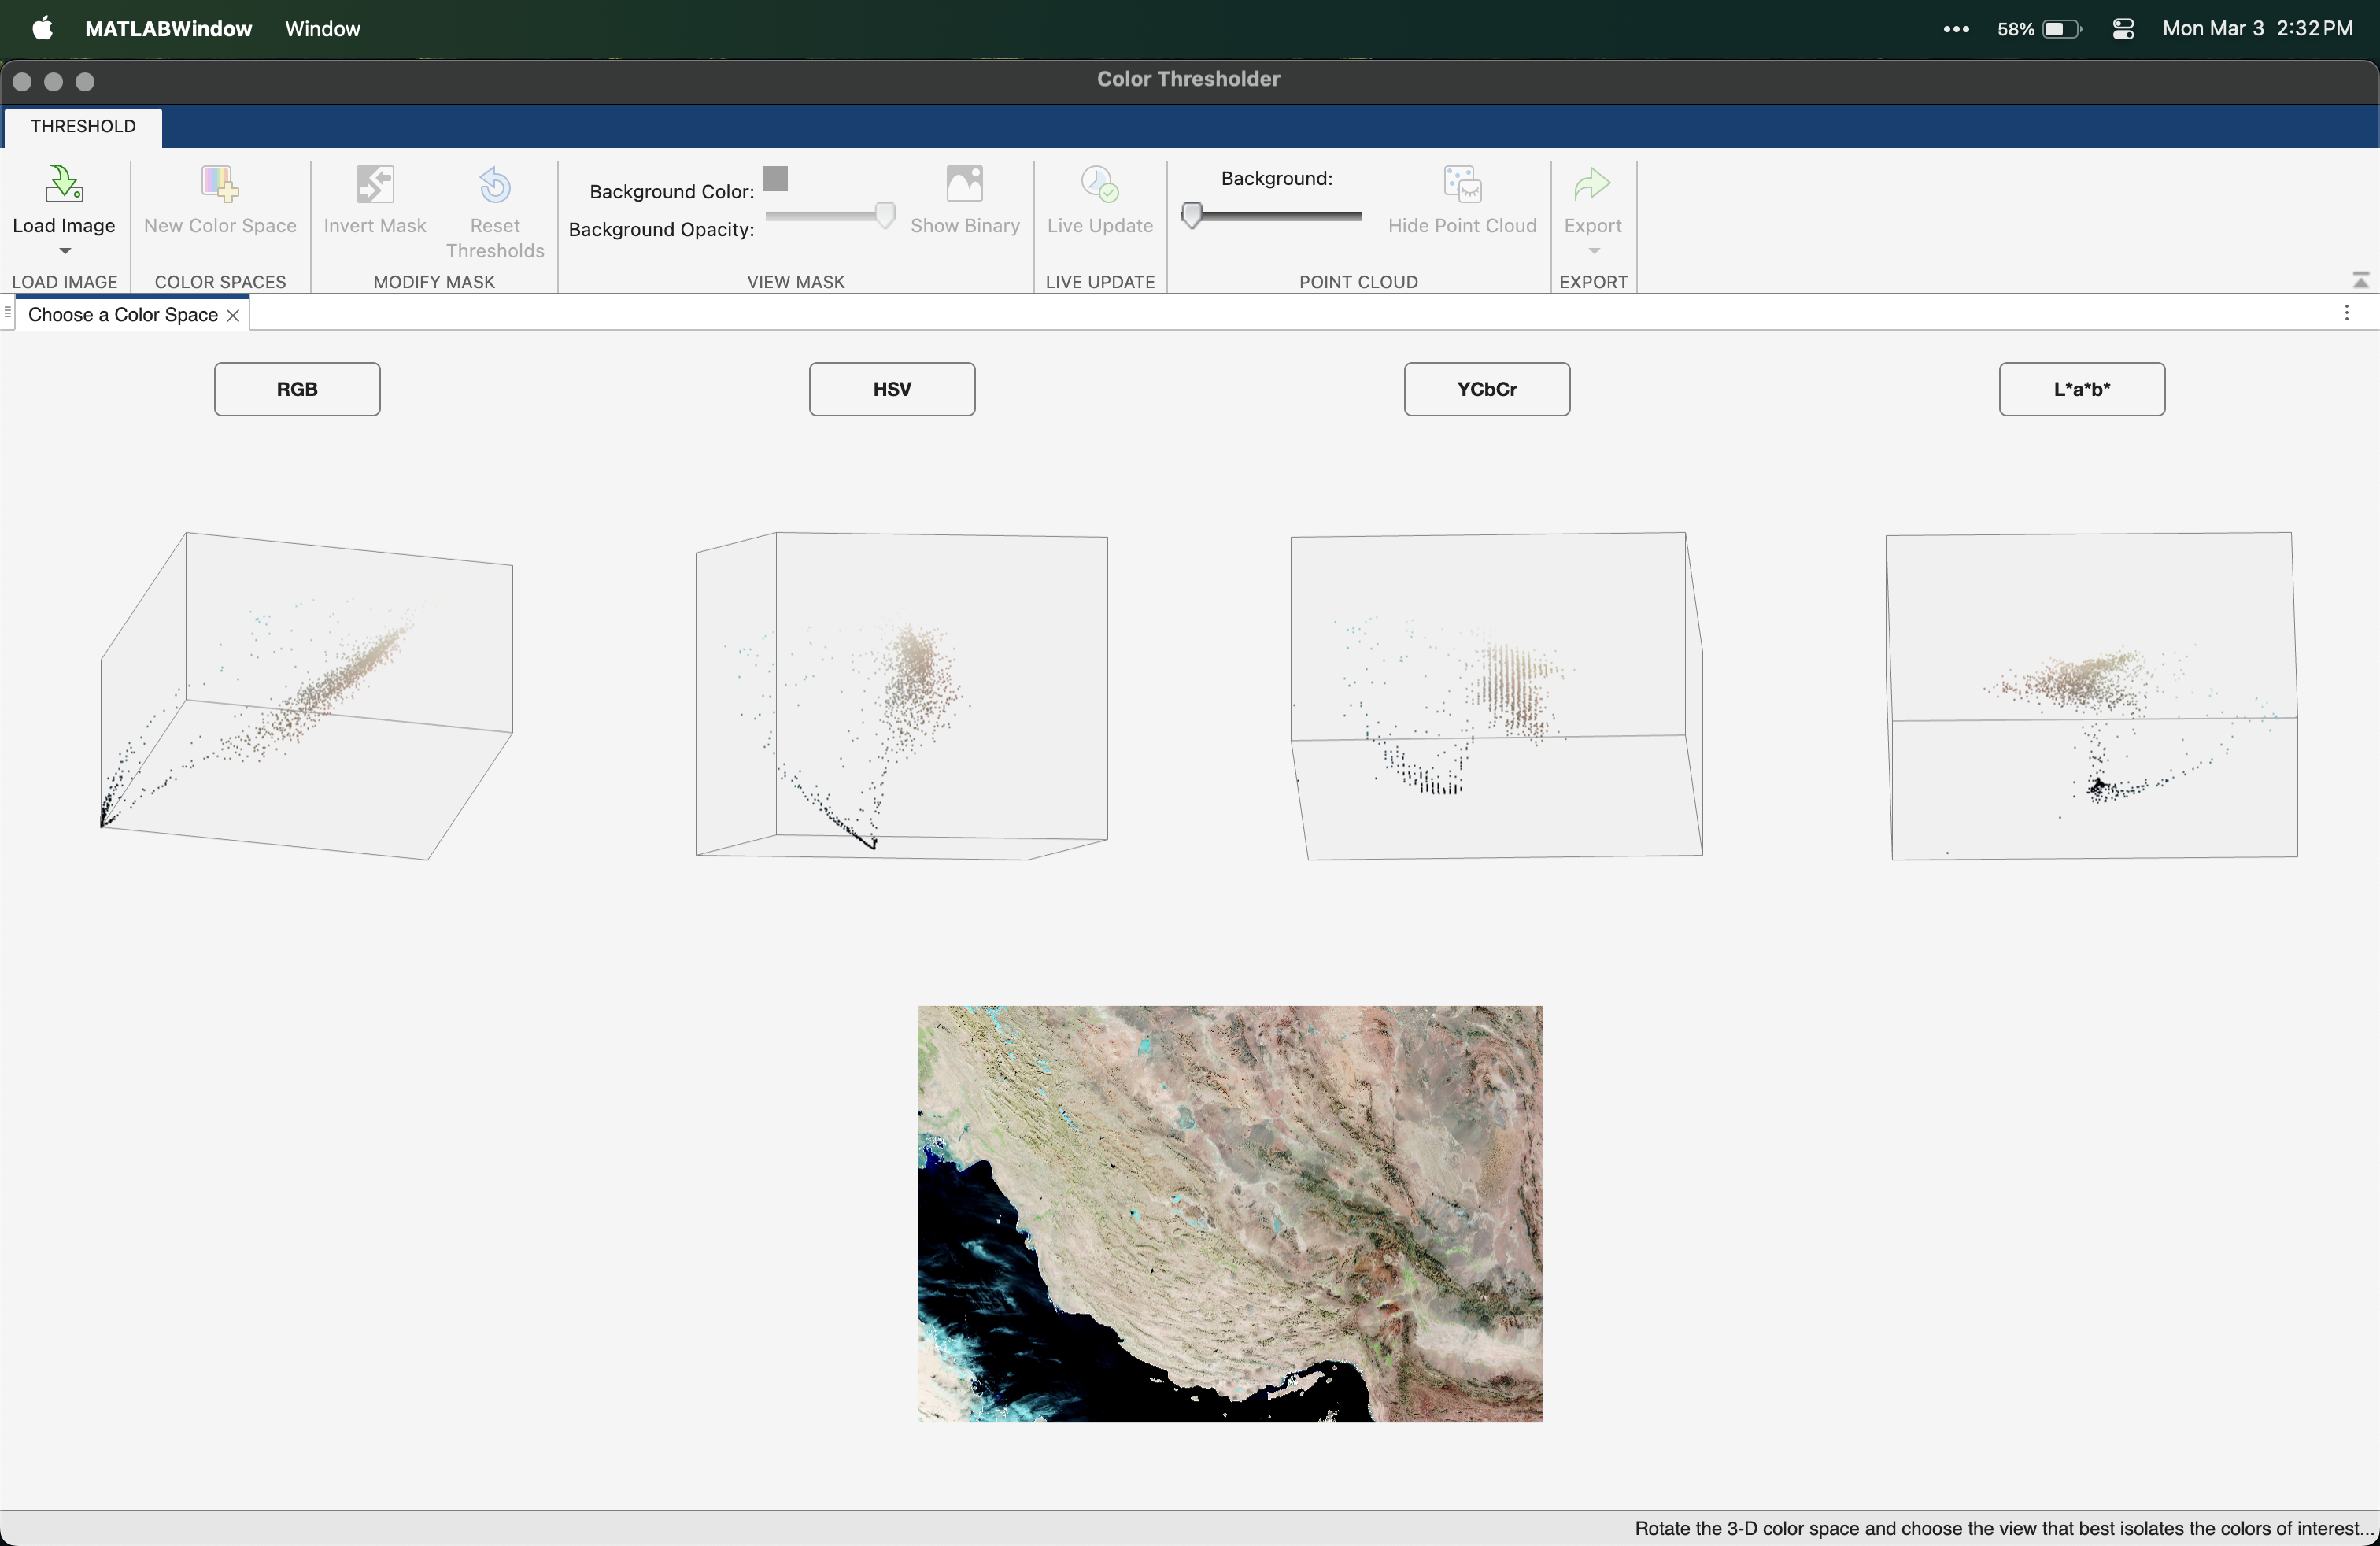 MATLABWindow Window ••• 58% Mon Mar 3 2:32 PM
Color Thresholder
THRESHOLD
Load Image
New Color Space
Invert Mask
Reset
Thresholds
Background Color:
Background Opacity:
Show Binary
Live Update
Background:
Hide Point Cloud
Export
LOAD IMAGE COLOR SPACES MODIFY MASK VIEW MASK LIVE UPDATE POINT CLOUD EXPORT
Choose a Color Space
RGB HSV YCbCr L*a*b*
Rotate the 3-D color space and choose the view that best isolates the colors of interest...